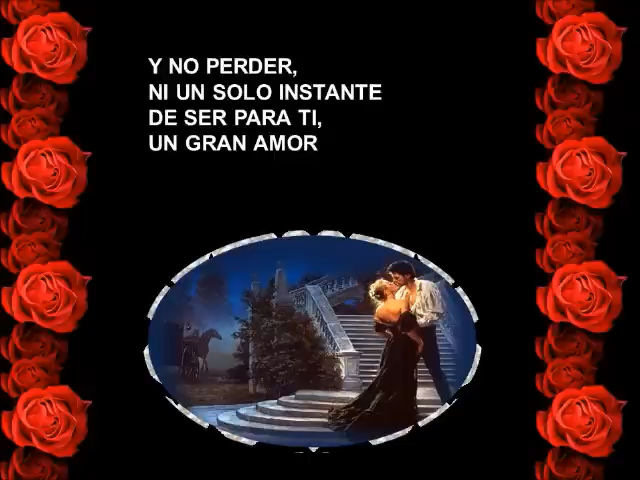 Y NO PERDER,
NI UN SOLO INSTANTE
DE SER PARA TI,
UN GRAN AMOR